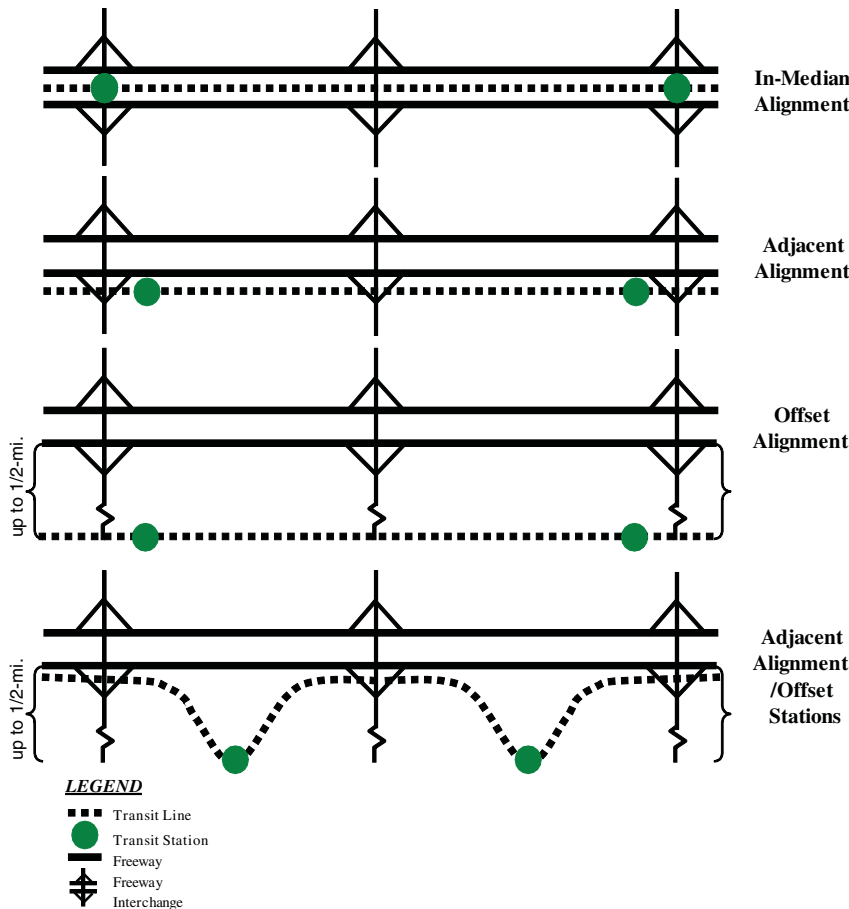 In-Median
Alignment
Adjacent
Alignment
Offset
Alignment
up to 1/2-mi.
Adjacent
Alignment
/Offset
Stations
up to 1/2-mi.
LEGEND
Transit Line
Transit Station
Freeway
Freeway
Interchange